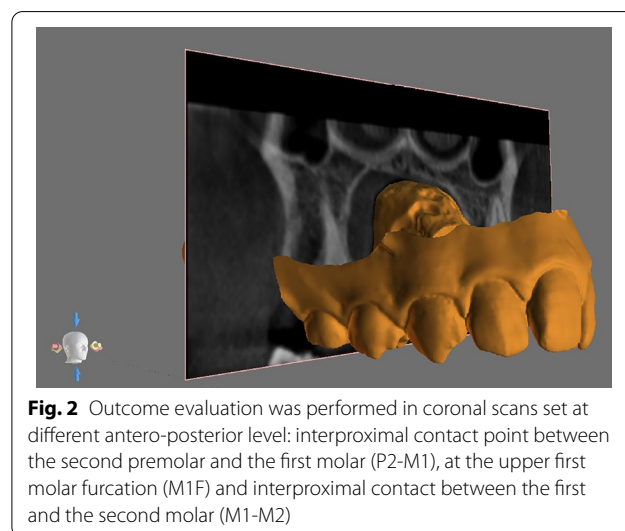 Fig. 2 Outcome evaluation was performed in coronal scans set at
different antero-posterior level: interproximal contact point between
the second premolar and the first molar (P2-M1), at the upper first
molar furcation (M1F) and interproximal contact between the first
and the second molar (M1-M2)